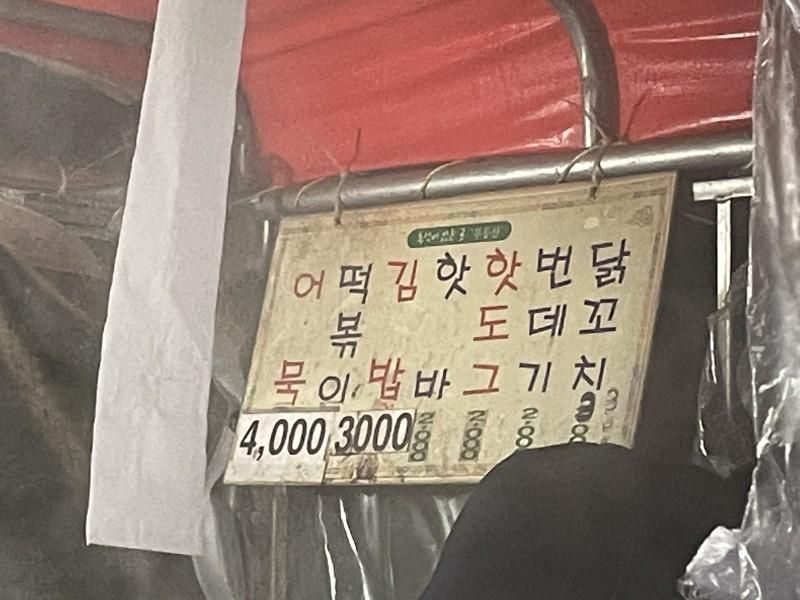 어묵
떡볶이
김밥
핫바
핫도그
번데기
닭꼬치
4,000
3000